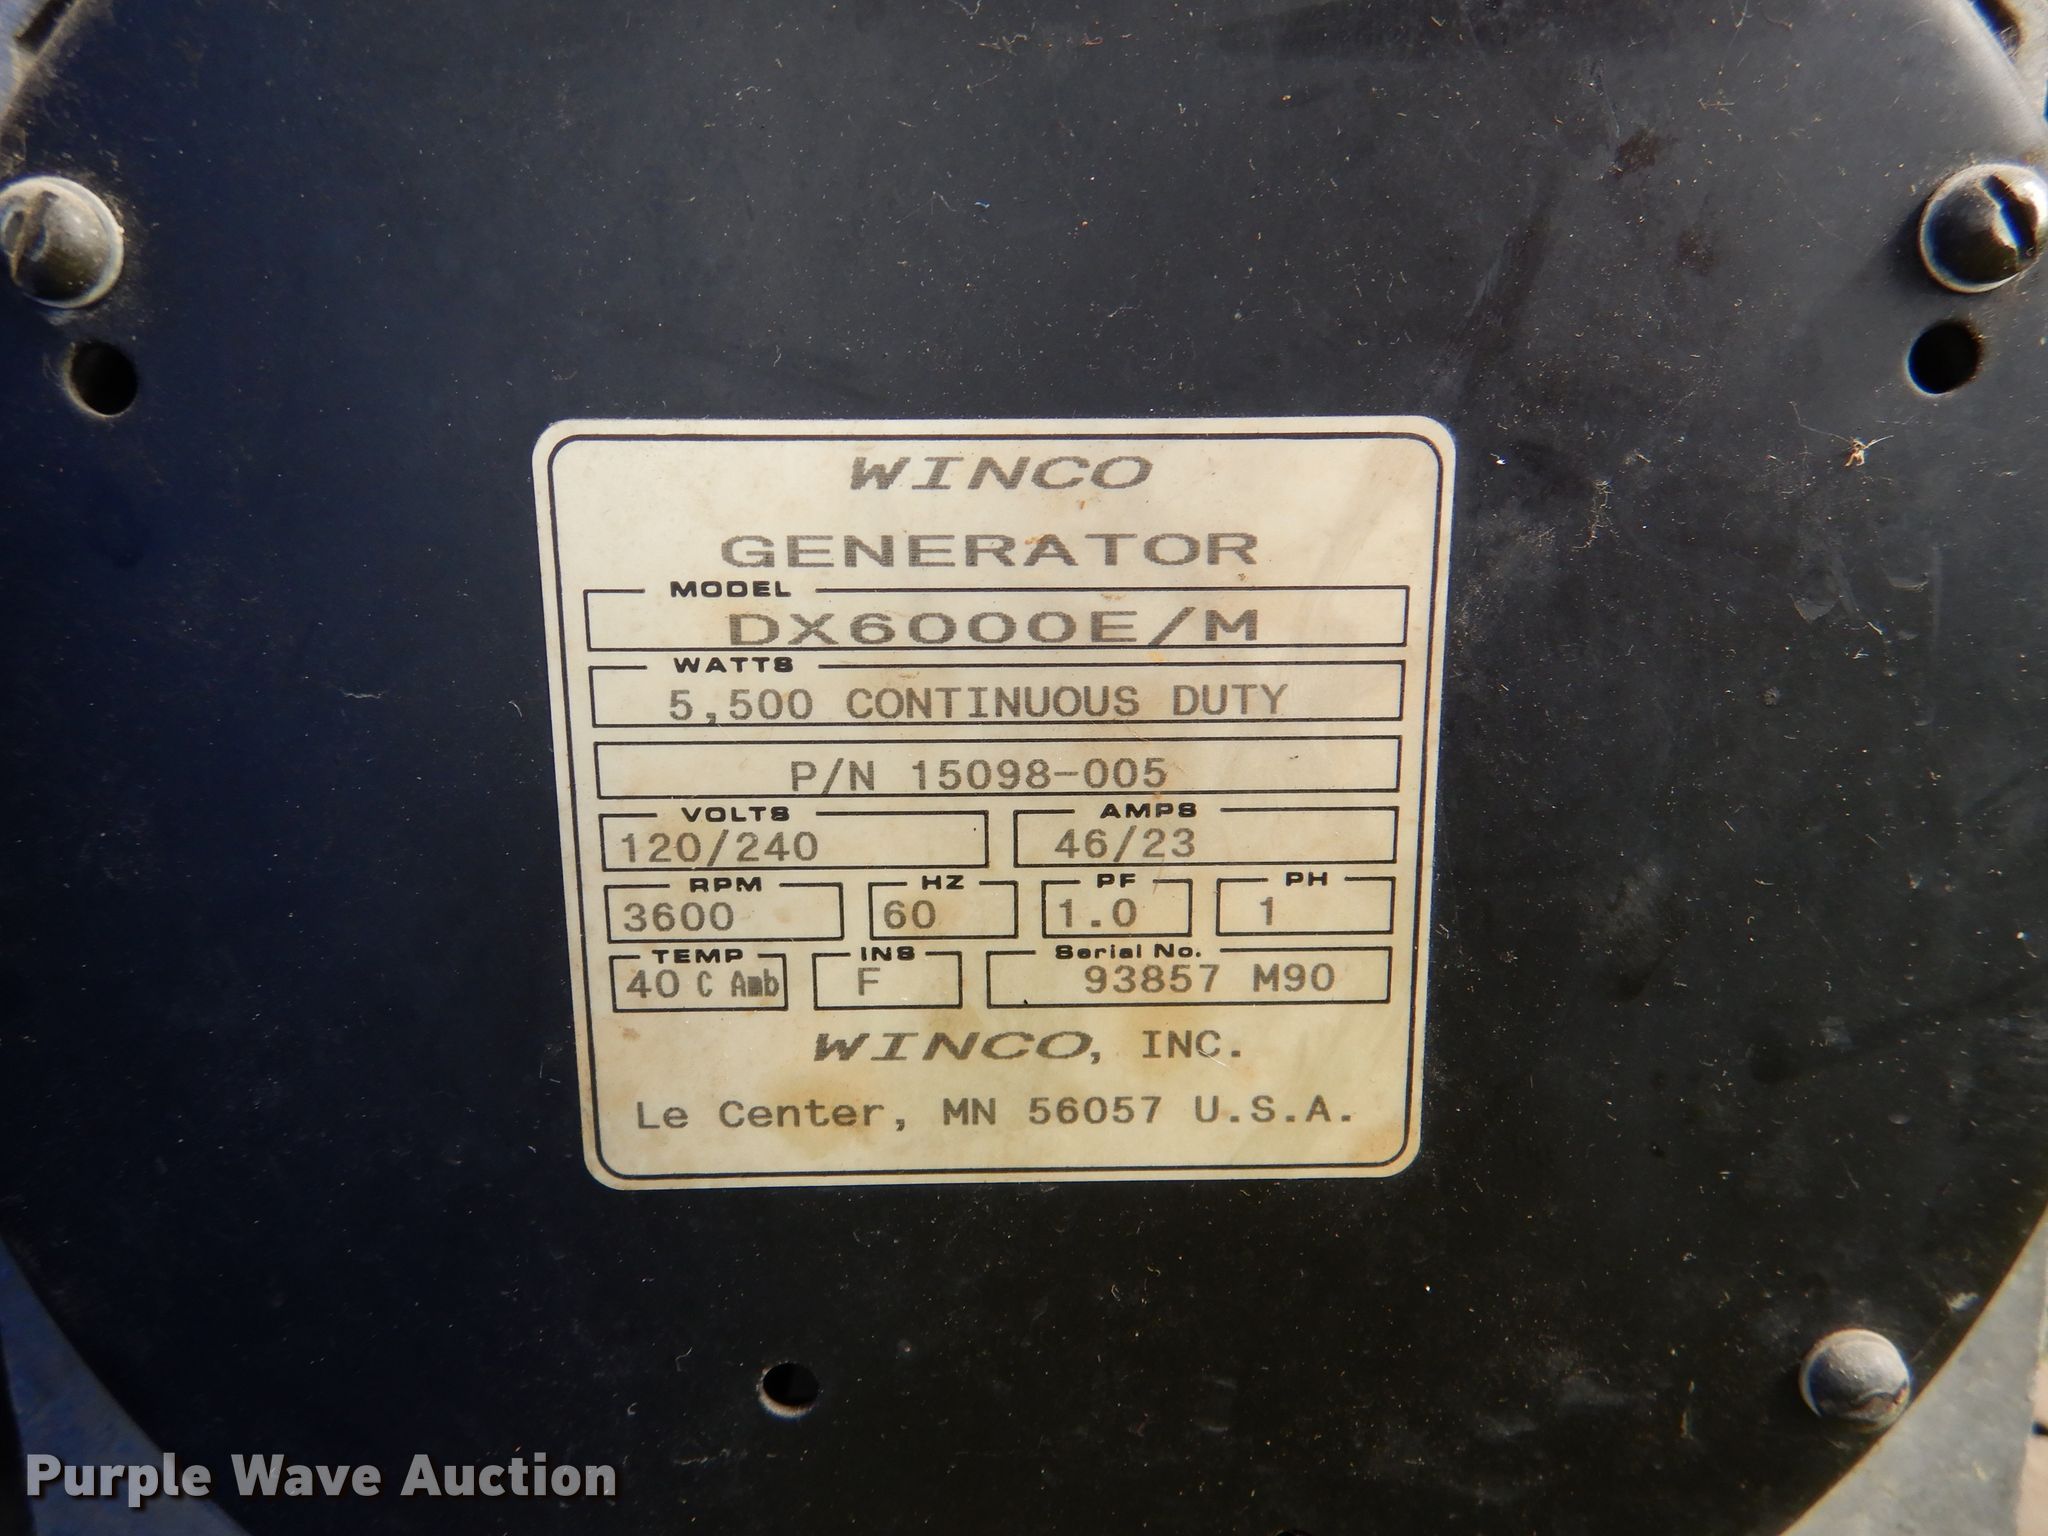 WINCO
GENERATOR
MODEL
DX6000E/M
WATTS
5,500 CONTINUOUS DUTY
P/N 15098-005
VOLTS AMPS
120/240 46/23
RPM HZ PF PH
3600 60 1.0 1
TEMP INS Serial No.
40 C Amb F 93857 M90
WINCO, INC.
Le Center, MN 56057 U.S.A.
Purple Wave Auction